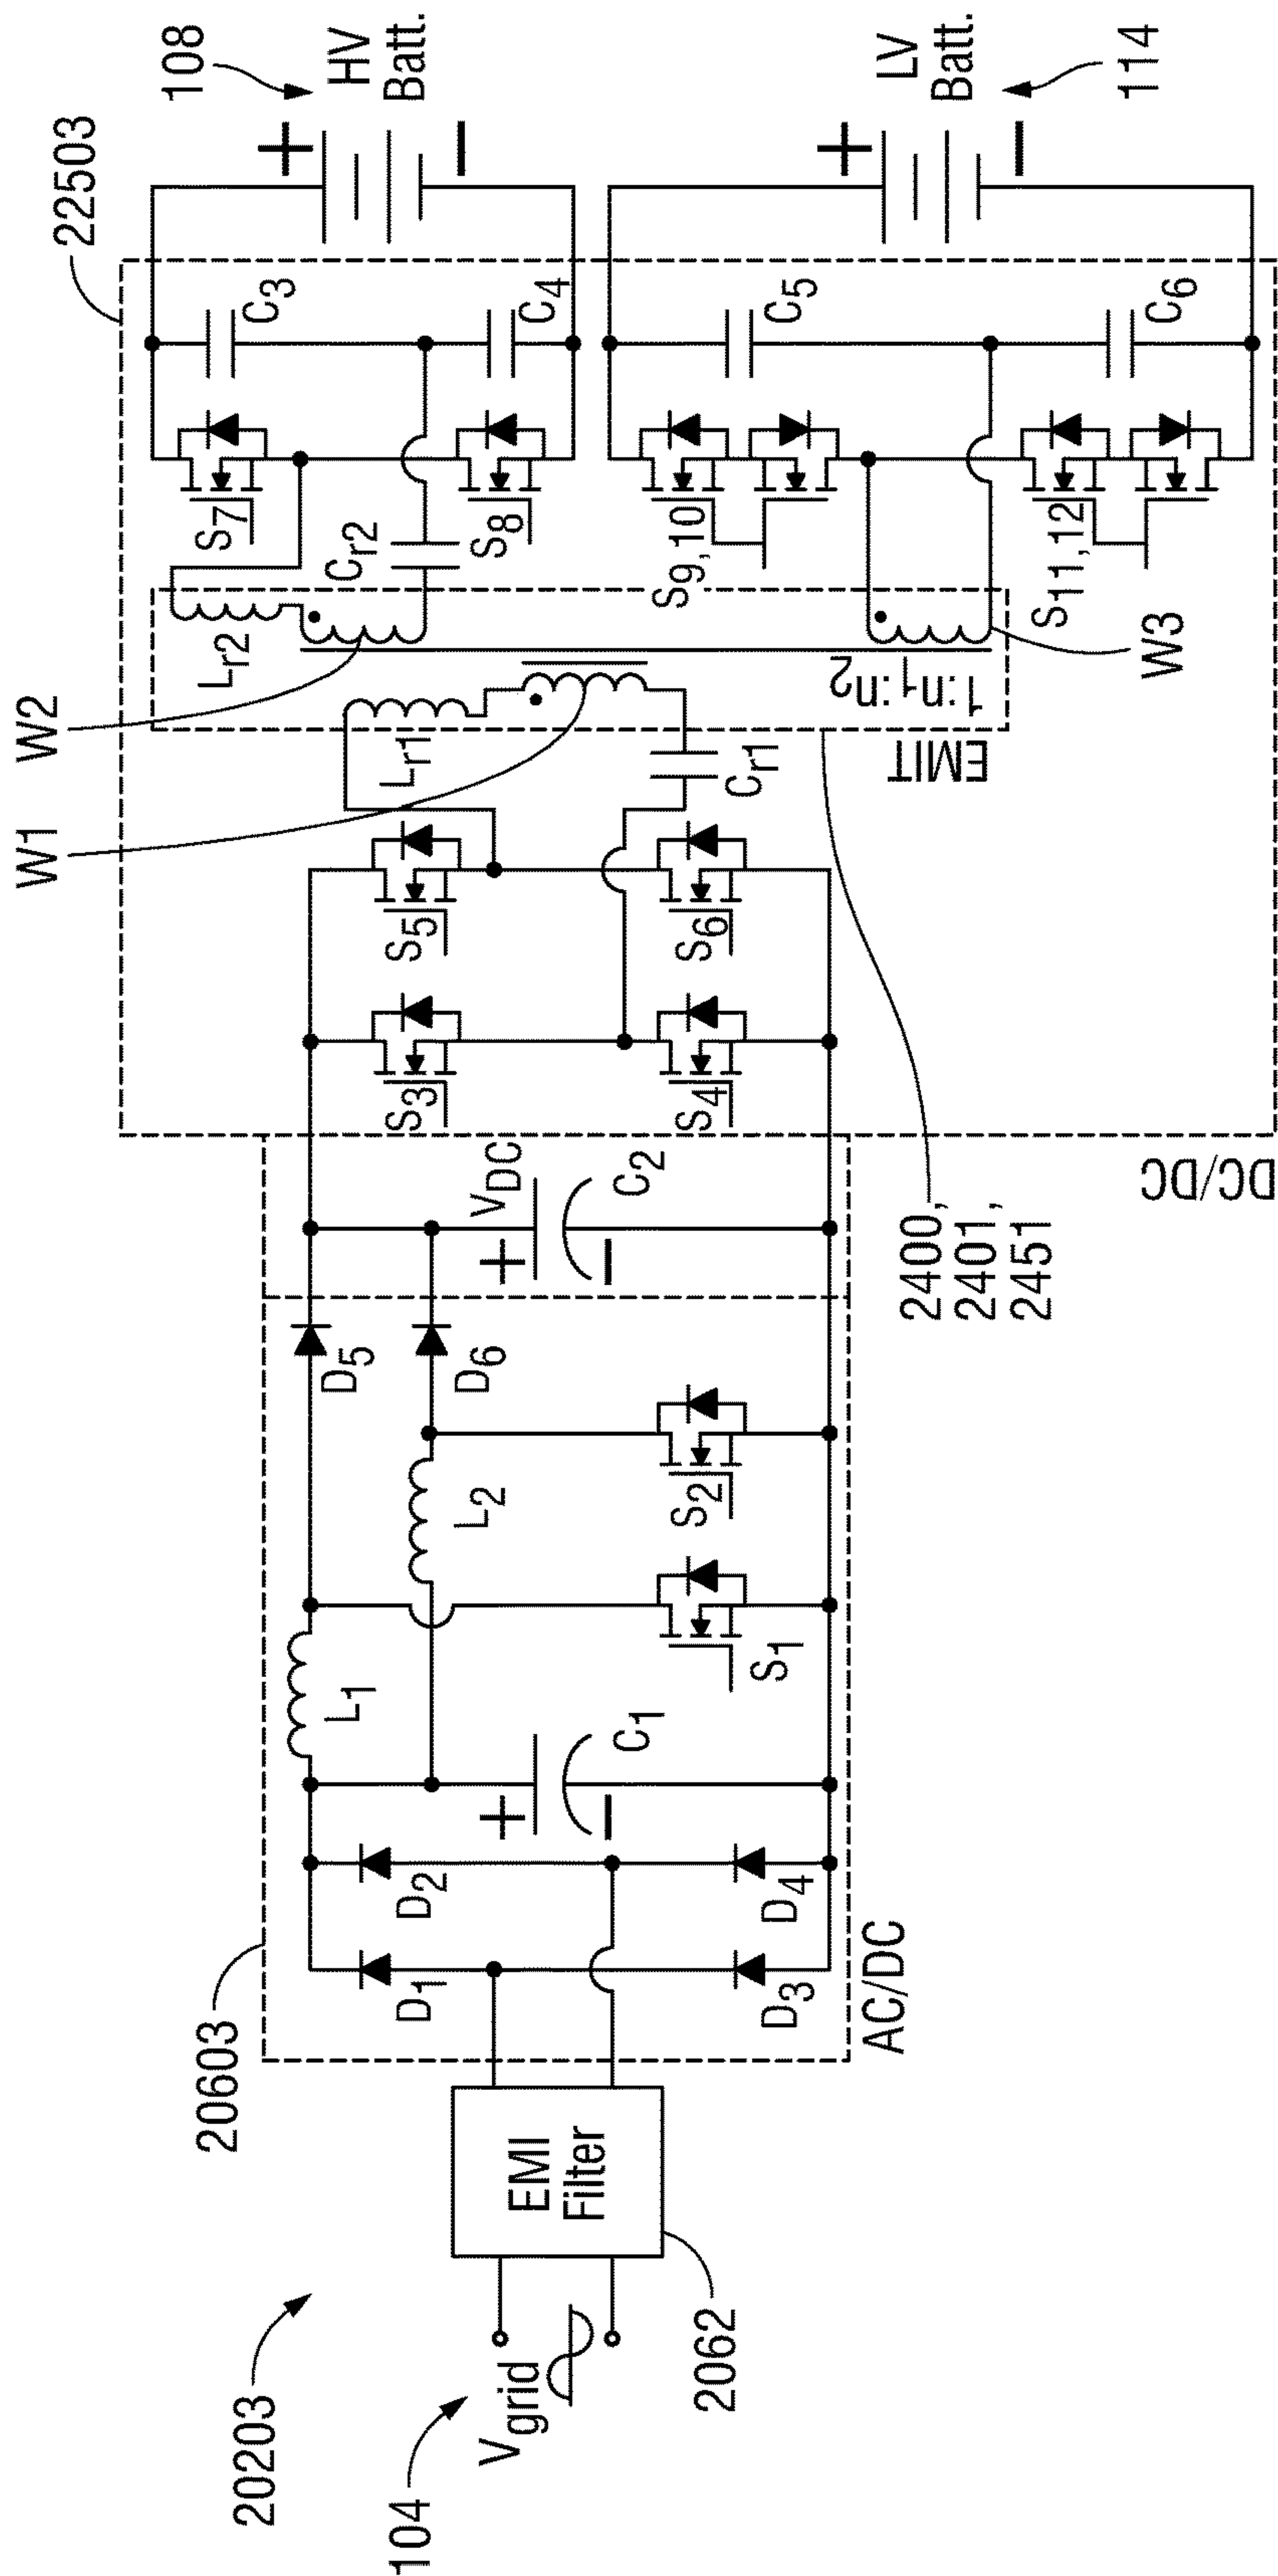 20203
104
Vgrid
EMI
Filter
2062
20603
AC/DC
D1
D2
D3
D4
+
−
C1
L1
L2
S1
S2
D5
D6
+
−
VDC
C2
DC/DC
22503
S3
S4
S5
S6
W1
W2
Lr1
Cr1
EMIT
1:n1:n2
2400,
2401,
2451
Lr2
Cr2
W3
S7
S8
S9,10
S11,12
C3
C4
C5
C6
108
+
−
HV
Batt.
+
−
LV
Batt.
114